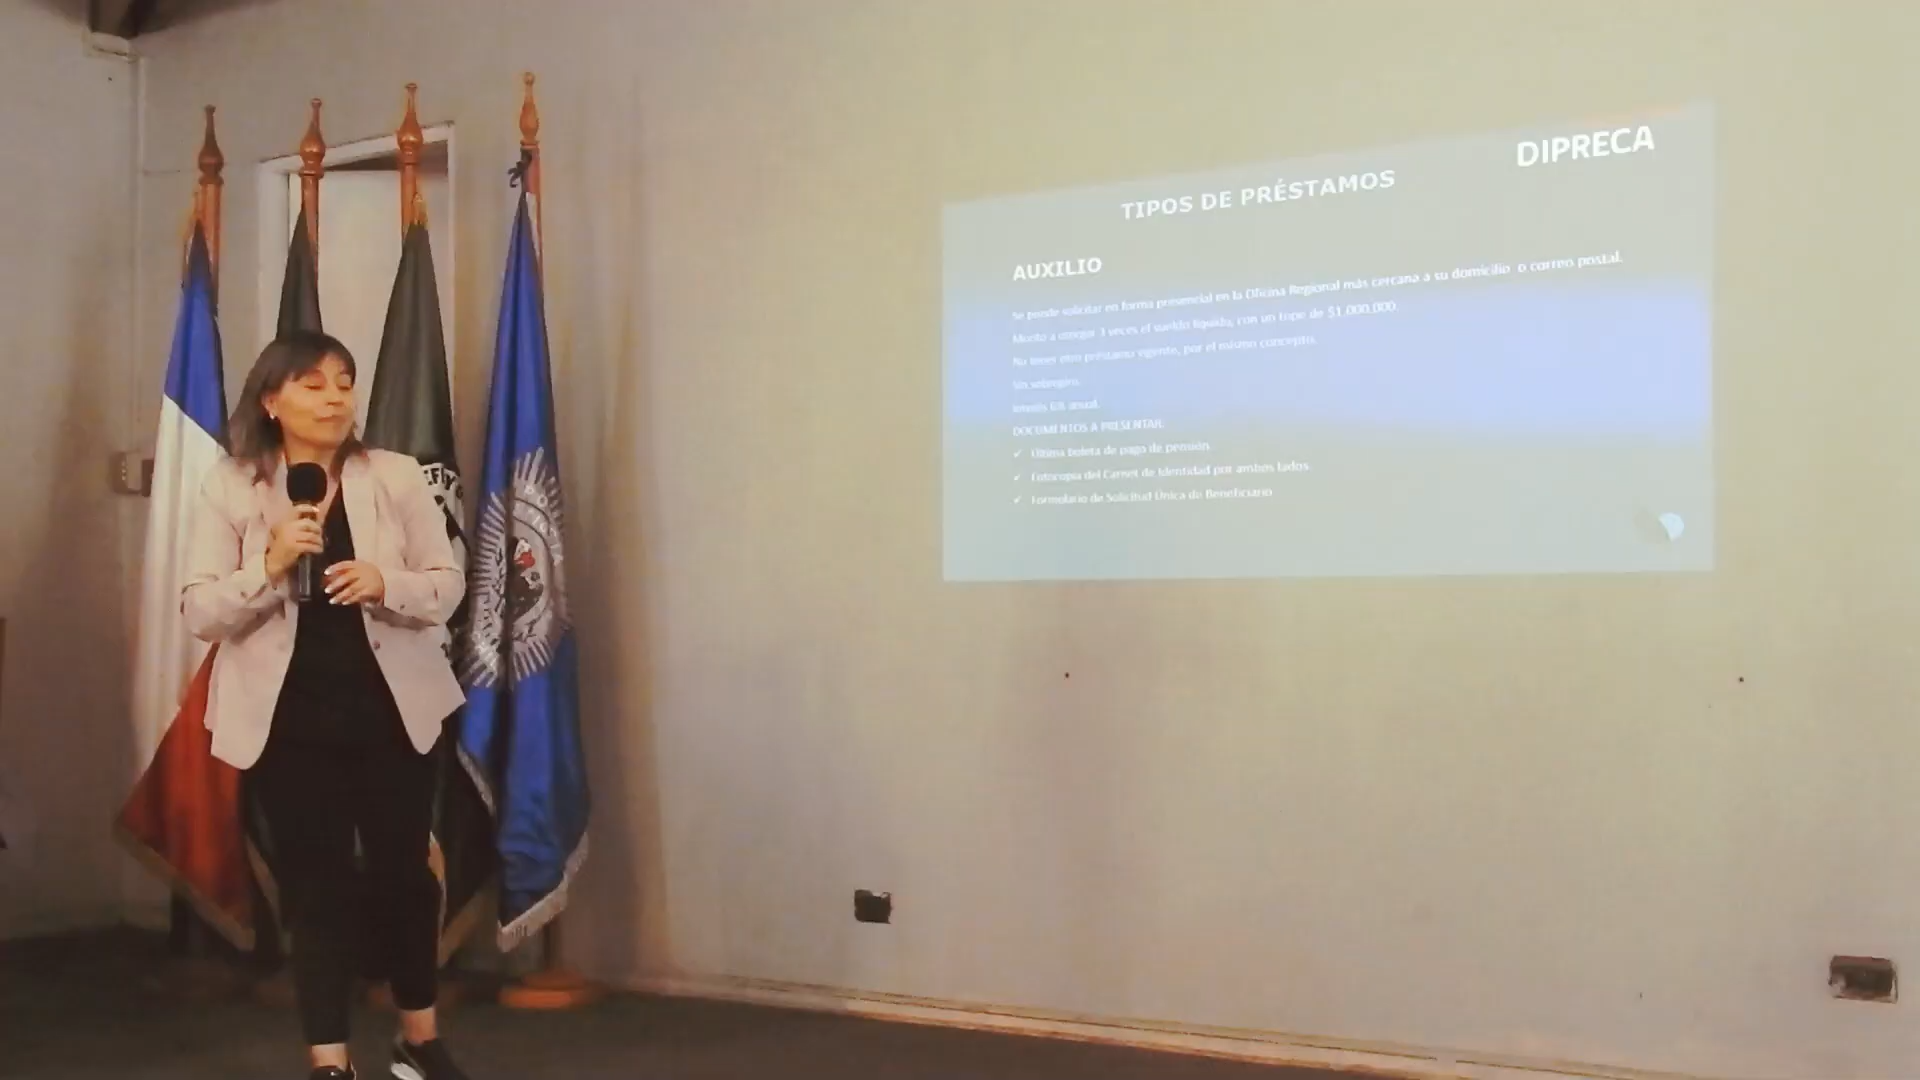 DIPRECA
TIPOS DE PRÉSTAMOS
AUXILIO
Se puede solicitar en forma presencial en la Oficina Regional más cercana a su domicilio o correo postal.
Monto a otorgar 3 veces el sueldo líquido, con un tope de $1.000.000.
No tener otro préstamo vigente, por el mismo concepto.
Sin sobregiro.
Interés anual.
DOCUMENTOS A PRESENTAR:
✓ Última boleta de pago de pensión
✓ Fotocopia del Carnet de Identidad por ambos lados
✓ Formulario de Solicitud Única de Beneficiario